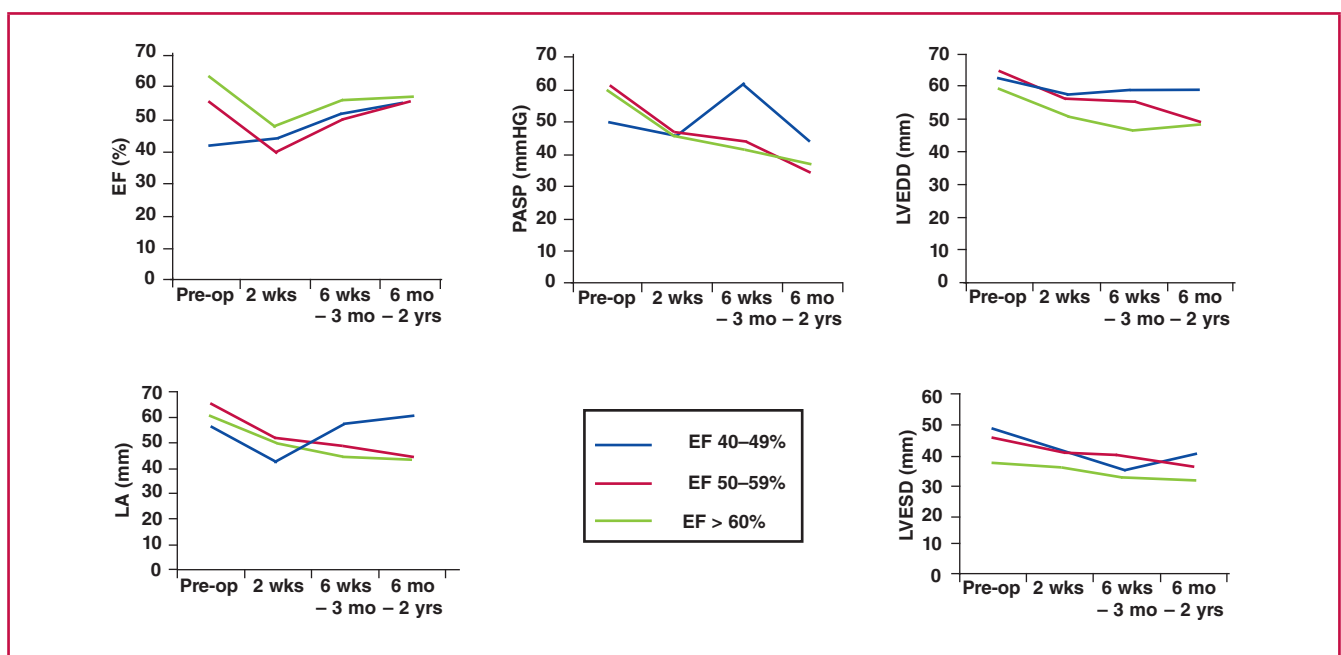 70
60
50
40
30
20
10
0
EF (%)
Pre-op 2 wks 6 wks 6 mo
– 3 mo – 2 yrs
70
60
50
40
30
20
10
0
PASP (mmHG)
Pre-op 2 wks 6 wks 6 mo
– 3 mo – 2 yrs
70
60
50
40
30
20
10
0
LVEDD (mm)
Pre-op 2 wks 6 wks 6 mo
– 3 mo – 2 yrs
70
60
50
40
30
20
10
0
LA (mm)
Pre-op 2 wks 6 wks 6 mo
– 3 mo – 2 yrs
EF 40–49%
EF 50–59%
EF > 60%
60
50
40
30
20
10
0
LVESD (mm)
Pre-op 2 wks 6 wks 6 mo
– 3 mo – 2 yrs